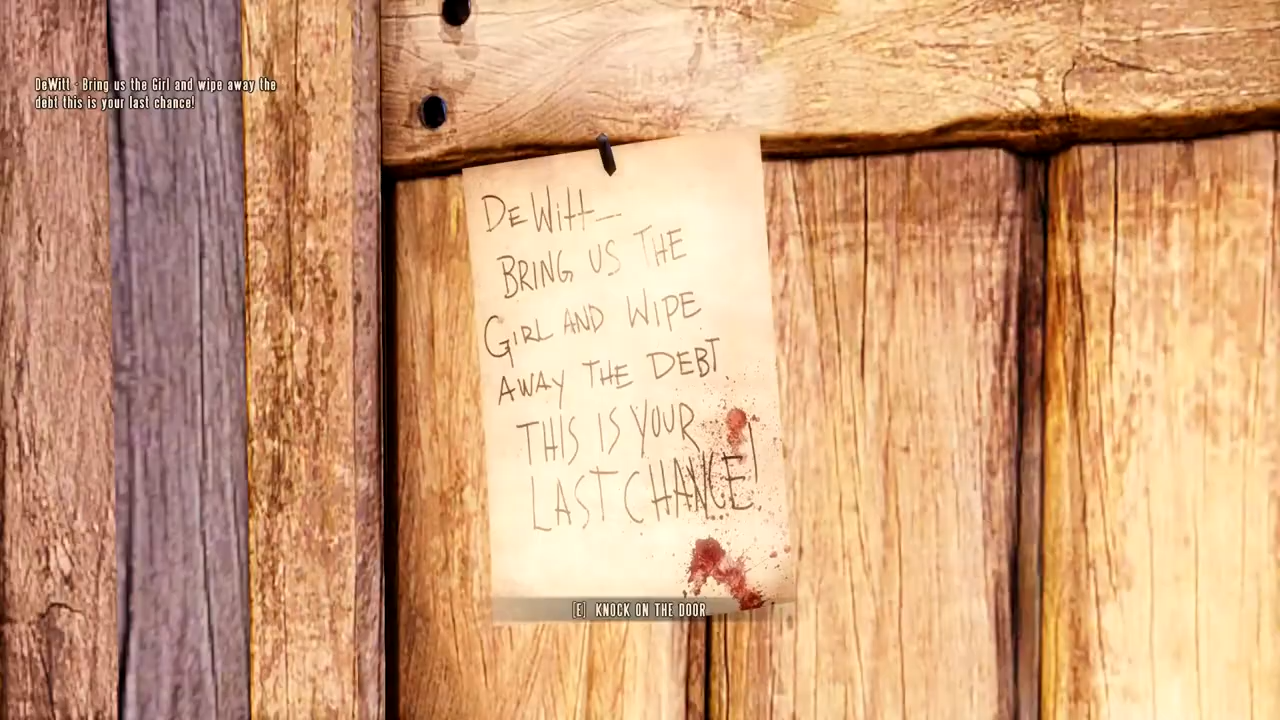 DeWitt - Bring us the Girl and wipe away the
debt this is your last chance!
DeWitt—
BRING US THE
GIRL AND WIPE
AWAY THE DEBT
THIS IS YOUR
LAST CHANCE!
[E] KNOCK ON THE DOOR